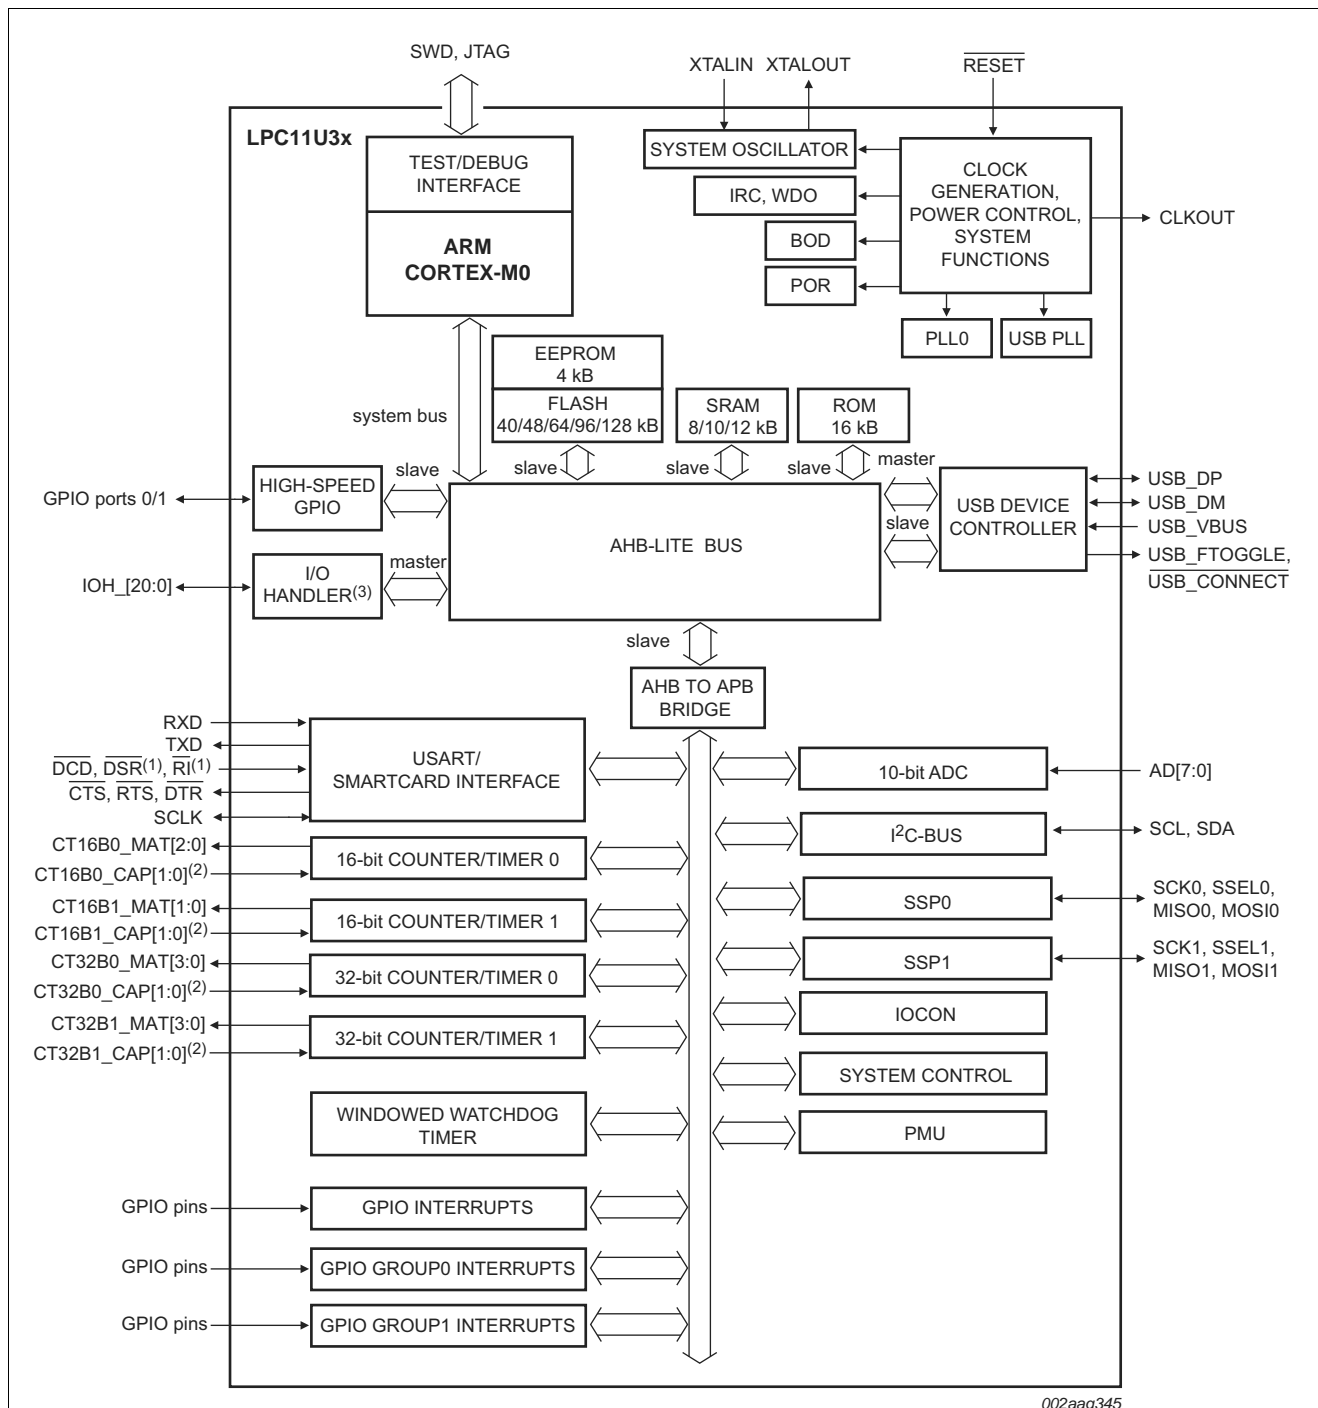 SWD, JTAG
XTALIN XTALOUT
RESET
LPC11U3x
TEST/DEBUG
INTERFACE
ARM
CORTEX-M0
SYSTEM OSCILLATOR
IRC, WDO
BOD
POR
CLOCK
GENERATION,
POWER CONTROL,
SYSTEM
FUNCTIONS
CLKOUT
PLL0
USB PLL
EEPROM
4 kB
FLASH
40/48/64/96/128 kB
SRAM
8/10/12 kB
ROM
16 kB
system bus
slave
slave
slave
slave
master
slave
GPIO ports 0/1
HIGH-SPEED
GPIO
AHB-LITE BUS
USB DEVICE
CONTROLLER
USB_DP
USB_DM
USB_VBUS
USB_FTOGGLE,
USB_CONNECT
IOH_[20:0]
I/O
HANDLER(3)
master
slave
AHB TO APB
BRIDGE
RXD
TXD
DCD, DSR(1), RI(1)
CTS, RTS, DTR
SCLK
USART/
SMARTCARD INTERFACE
CT16B0_MAT[2:0]
CT16B0_CAP[1:0](2)
16-bit COUNTER/TIMER 0
CT16B1_MAT[1:0]
CT16B1_CAP[1:0](2)
16-bit COUNTER/TIMER 1
CT32B0_MAT[3:0]
CT32B0_CAP[1:0](2)
32-bit COUNTER/TIMER 0
CT32B1_MAT[3:0]
CT32B1_CAP[1:0](2)
32-bit COUNTER/TIMER 1
WINDOWED WATCHDOG
TIMER
GPIO pins
GPIO INTERRUPTS
GPIO pins
GPIO GROUP0 INTERRUPTS
GPIO pins
GPIO GROUP1 INTERRUPTS
10-bit ADC
AD[7:0]
I2C-BUS
SCL, SDA
SSP0
SCK0, SSEL0,
MISO0, MOSI0
SSP1
SCK1, SSEL1,
MISO1, MOSI1
IOCON
SYSTEM CONTROL
PMU
002aag345